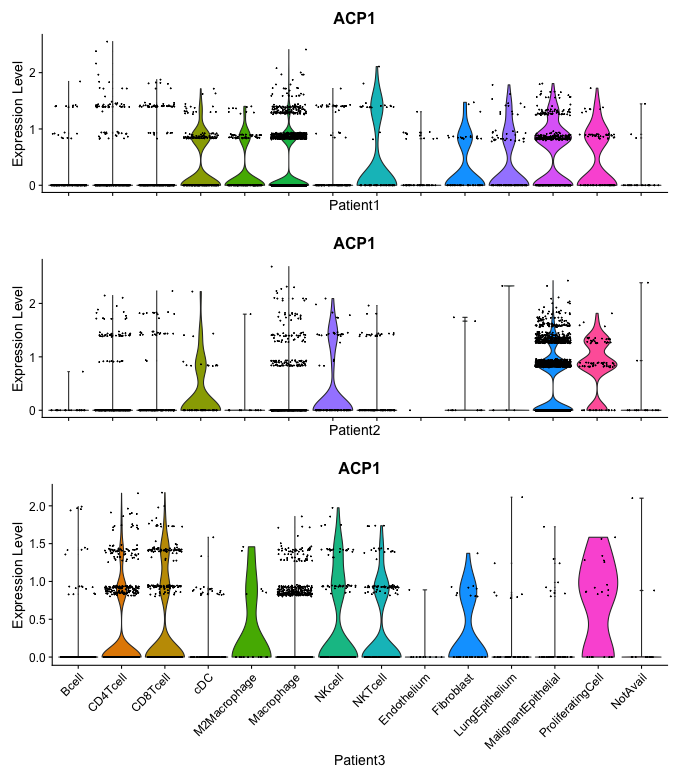 ACP1
Expression Level
2
1
0
Patient1
ACP1
Expression Level
2
1
0
Patient2
ACP1
Expression Level
2.0
1.5
1.0
0.5
0.0
Bcell
CD4Tcell
CD8Tcell
cDC
M2Macrophage
Macrophage
NKcell
NKTcell
Endothelium
Fibroblast
LungEpithelium
MalignantEpithelial
ProliferatingCell
NotAvail
Patient3